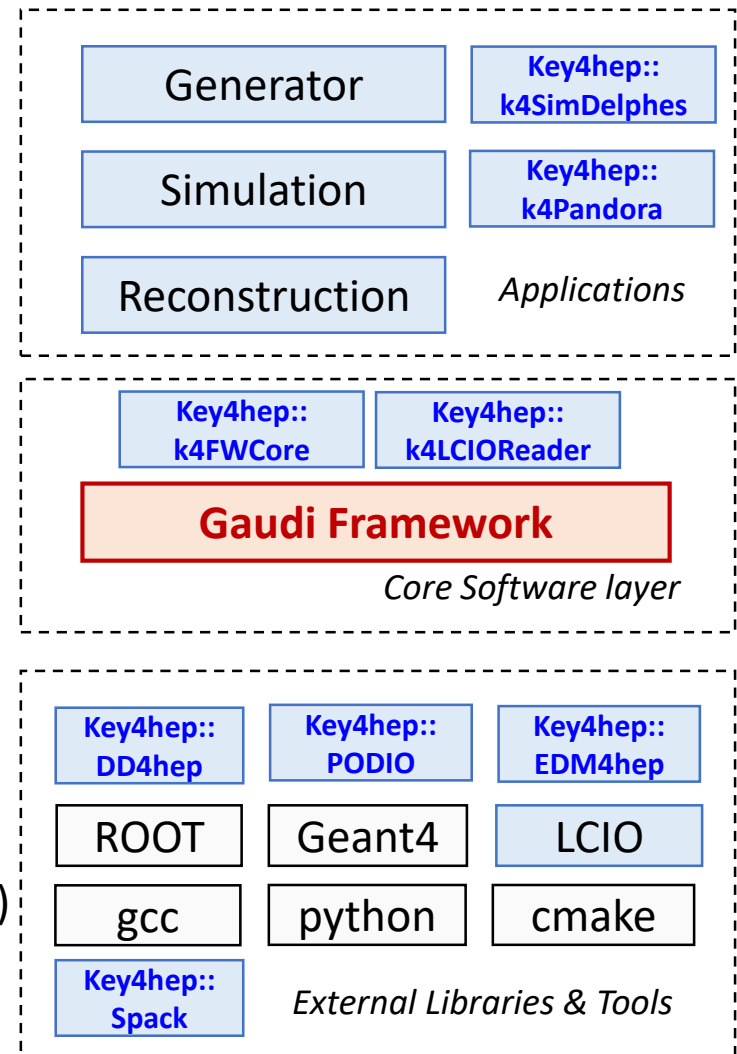 Generator
Key4hep::
k4SimDelphes
Simulation
Key4hep::
k4Pandora
Reconstruction
Applications
Key4hep::
k4FWCore
Key4hep::
k4LCIOReader
Gaudi Framework
Core Software layer
Key4hep::
DD4hep
Key4hep::
PODIO
Key4hep::
EDM4hep
ROOT
Geant4
LCIO
)
gcc
python
cmake
Key4hep::
Spack
External Libraries & Tools